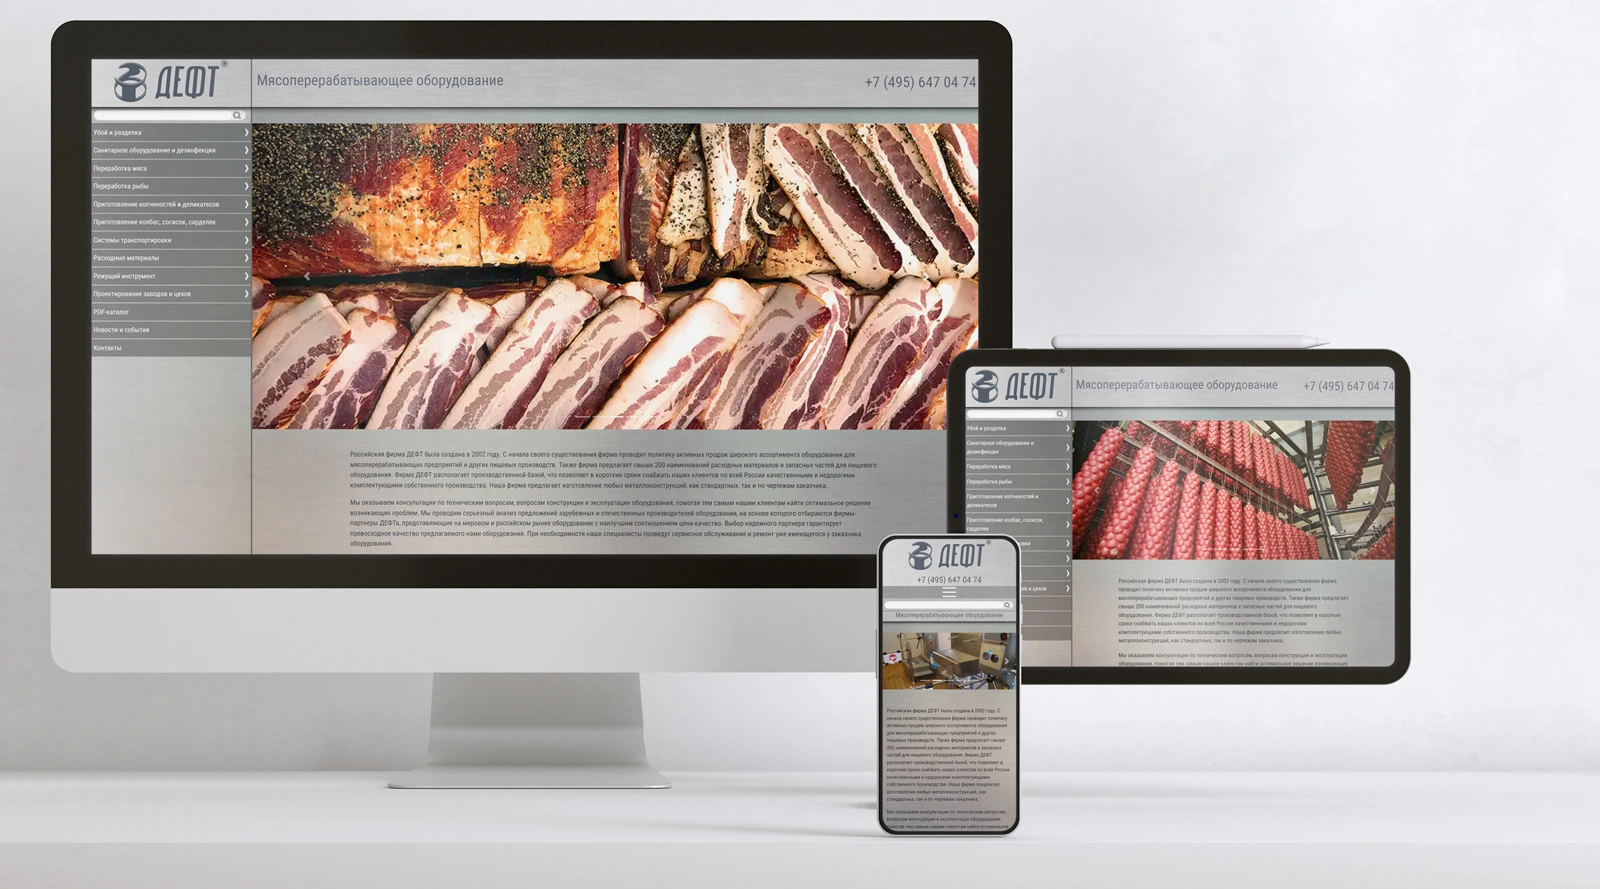 ДЕФТ®
Мясоперерабатывающее оборудование
+7 (495) 647 04 74
Убой и разделка
Санитарное оборудование и дезинфекция
Переработка мяса
Переработка рыбы
Приготовление копченостей и деликатесов
Приготовление колбас, сосисок, сарделек
Системы транспортировки
Расходные материалы
Режущий инструмент
Проектирование заводов и цехов
PDF-каталог
Новости и события
Контакты
Российская фирма ДЕФТ была создана в 2002 году. С начала своего существования фирма проводит политику активных продаж широкого ассортимента оборудования для
мясоперерабатывающих предприятий и других пищевых производств. Также фирма предлагает свыше 200 наименований расходных материалов и запасных частей для пищевого
оборудования. Фирма ДЕФТ располагает производственной базой, что позволяет в короткие сроки снабжать наших клиентов по всей России качественными и недорогими
комплектующими собственного производства. Наша фирма предлагает изготовление любых металлоконструкций, как стандартных, так и по чертежам заказчика.
Мы оказываем консультации по техническим вопросам, вопросам конструкции и эксплуатации оборудования, помогая тем самым нашим клиентам найти оптимальное решение
возникающих проблем. Мы проводим серьезный анализ предложений зарубежных и отечественных производителей оборудования, на основе которого отбираются фирмы-
партнеры ДЕФТа, представляющие на мировом и российском рынке оборудование с наилучшим соотношением цена-качество. Выбор надежного партнера гарантирует
превосходное качество предлагаемого нами оборудования. При необходимости наши специалисты проведут сервисное обслуживание и ремонт уже имеющегося у заказчика
оборудования.
ДЕФТ®
Мясоперерабатывающее оборудование
+7 (495) 647 04 74
Убой и разделка
Санитарное оборудование и
дезинфекция
Переработка мяса
Переработка рыбы
Приготовление копченостей и
деликатесов
Приготовление колбас, сосисок,
сарделек
овки
ов и цехов
Российская фирма ДЕФТ была создана в 2002 году. С начала своего существования фирма
проводит политику активных продаж широкого ассортимента оборудования для
мясоперерабатывающих предприятий и других пищевых производств. Также фирма предлагает
свыше 200 наименований расходных материалов и запасных частей для пищевого
оборудования. Фирма ДЕФТ располагает производственной базой, что позволяет в короткие
сроки снабжать наших клиентов по всей России качественными и недорогими
комплектующими собственного производства. Наша фирма предлагает изготовление любых
металлоконструкций, как стандартных, так и по чертежам заказчика.
Мы оказываем консультации по техническим вопросам, вопросам конструкции и эксплуатации
оборудования, помогая тем самым нашим клиентам найти оптимальное решение возникающих
ДЕФТ®
+7 (495) 647 04 74
Мясоперерабатывающее оборудование
Российская фирма ДЕФТ была создана в 2002 году. С
начала своего существования фирма проводит политику
активных продаж широкого ассортимента оборудования
для мясоперерабатывающих предприятий и других
пищевых производств. Также фирма предлагает свыше
200 наименований расходных материалов и запасных
частей для пищевого оборудования. Фирма ДЕФТ
располагает производственной базой, что позволяет в
короткие сроки снабжать наших клиентов по всей России
качественными и недорогими комплектующими
собственного производства. Наша фирма предлагает
изготовление любых металлоконструкций, как
стандартных, так и по чертежам заказчика.
Мы оказываем консультации по техническим вопросам,
вопросам конструкции и эксплуатации оборудования,
помогая тем самым нашим клиентам найти оптимальное